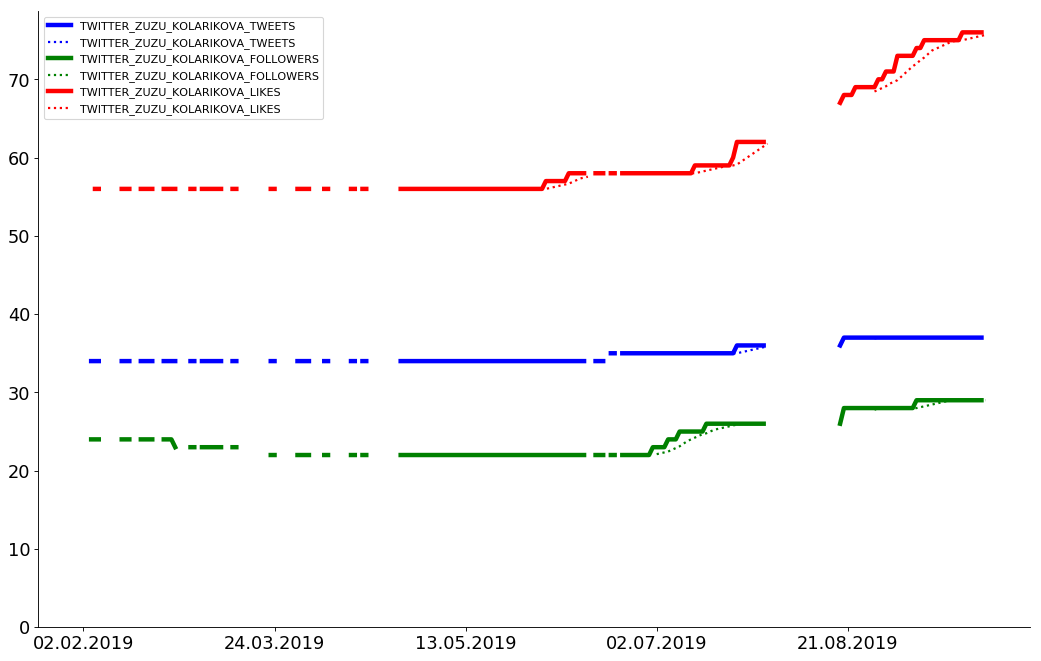 TWITTER_ZUZU_KOLARIKOVA_TWEETS
TWITTER_ZUZU_KOLARIKOVA_TWEETS
TWITTER_ZUZU_KOLARIKOVA_FOLLOWERS
TWITTER_ZUZU_KOLARIKOVA_FOLLOWERS
TWITTER_ZUZU_KOLARIKOVA_LIKES
TWITTER_ZUZU_KOLARIKOVA_LIKES
70
60
50
40
30
20
10
0
02.02.2019 24.03.2019 13.05.2019 02.07.2019 21.08.2019